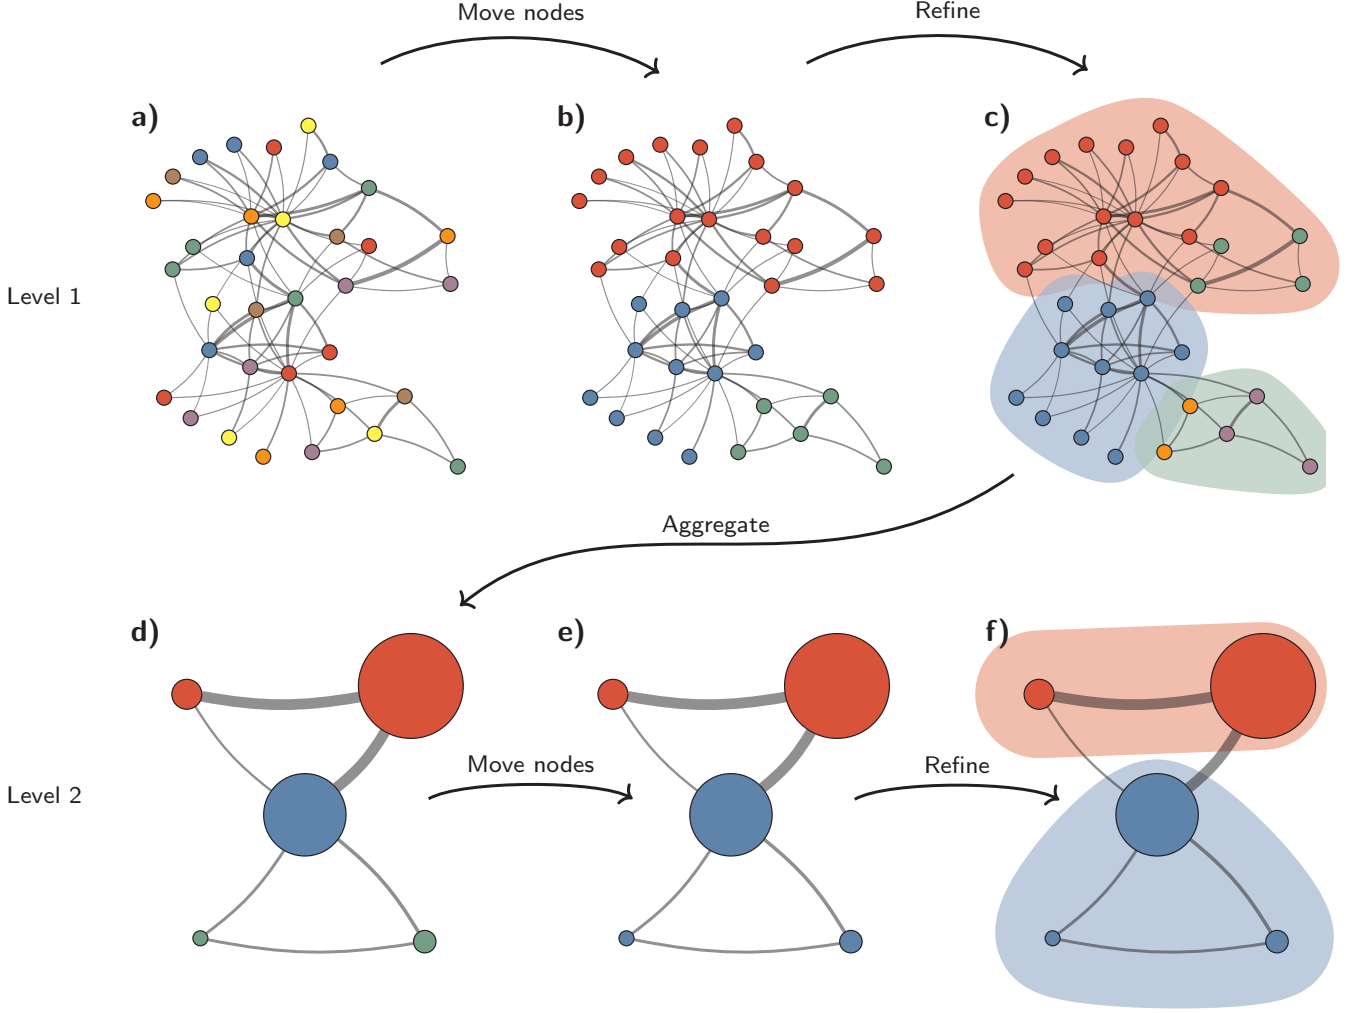 Move nodes
Refine
a)
b)
c)
Level 1
Aggregate
d)
e)
f)
Move nodes
Refine
Level 2